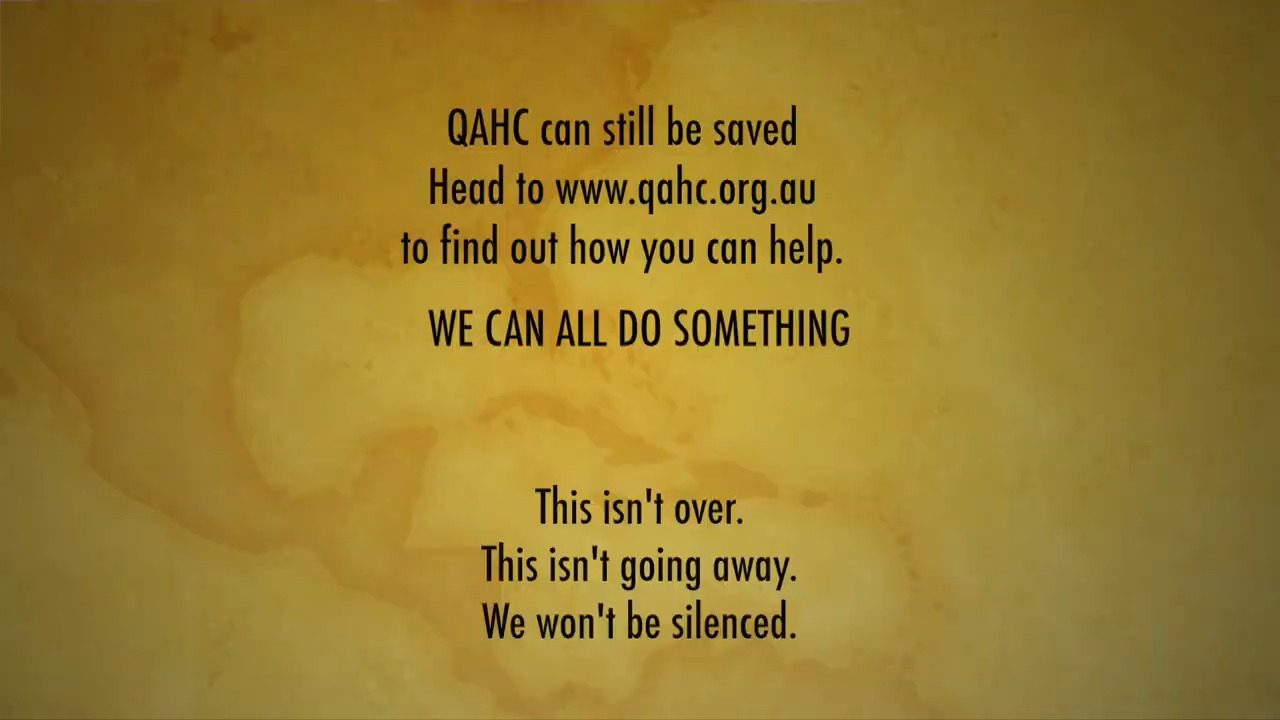 QAHC can still be saved
Head to www.qahc.org.au
to find out how you can help.
WE CAN ALL DO SOMETHING
This isn't over.
This isn't going away.
We won't be silenced.